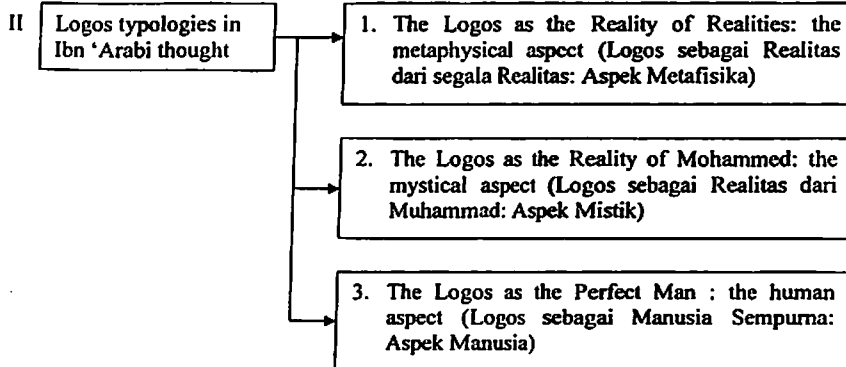 II Logos typologies in
Ibn ‘Arabi thought
1. The Logos as the Reality of Realities: the
metaphysical aspect (Logos sebagai Realitas
dari segala Realitas: Aspek Metafisika)
2. The Logos as the Reality of Mohammed: the
mystical aspect (Logos sebagai Realitas dari
Muhammad: Aspek Mistik)
3. The Logos as the Perfect Man : the human
aspect (Logos sebagai Manusia Sempurna:
Aspek Manusia)